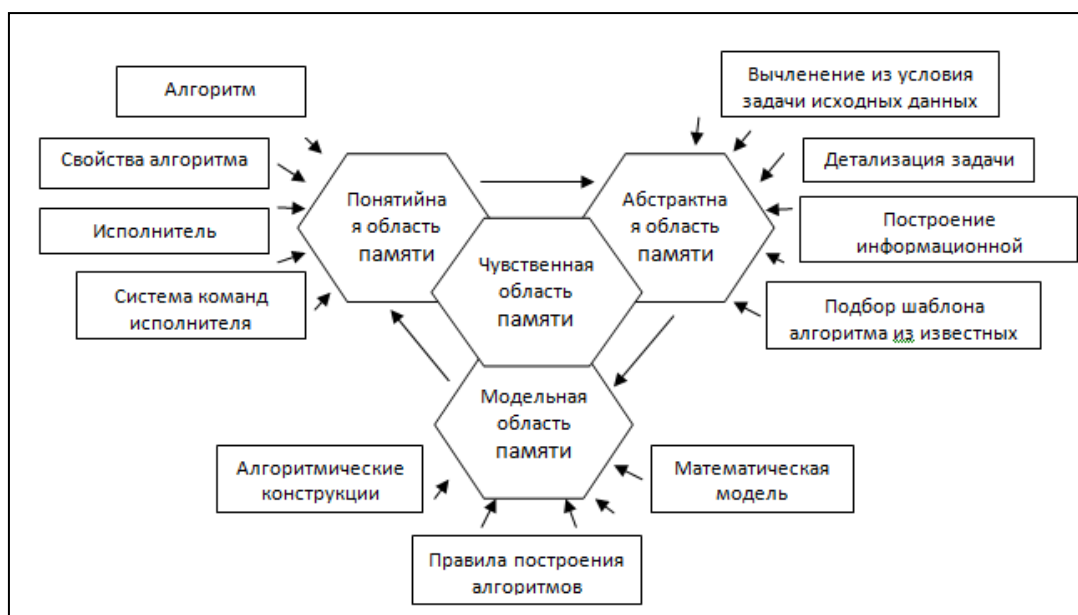 Алгоритм
Свойства алгоритма
Исполнитель
Система команд
исполнителя
Понятийна
я область
памяти
Чувственная
область
памяти
Абстрактна
я область
памяти
Вычленение из условия
задачи исходных данных
Детализация задачи
Построение
информационной
Подбор шаблона
алгоритма из известных
Модельная
область
памяти
Алгоритмические
конструкции
Математическая
модель
Правила построения
алгоритмов